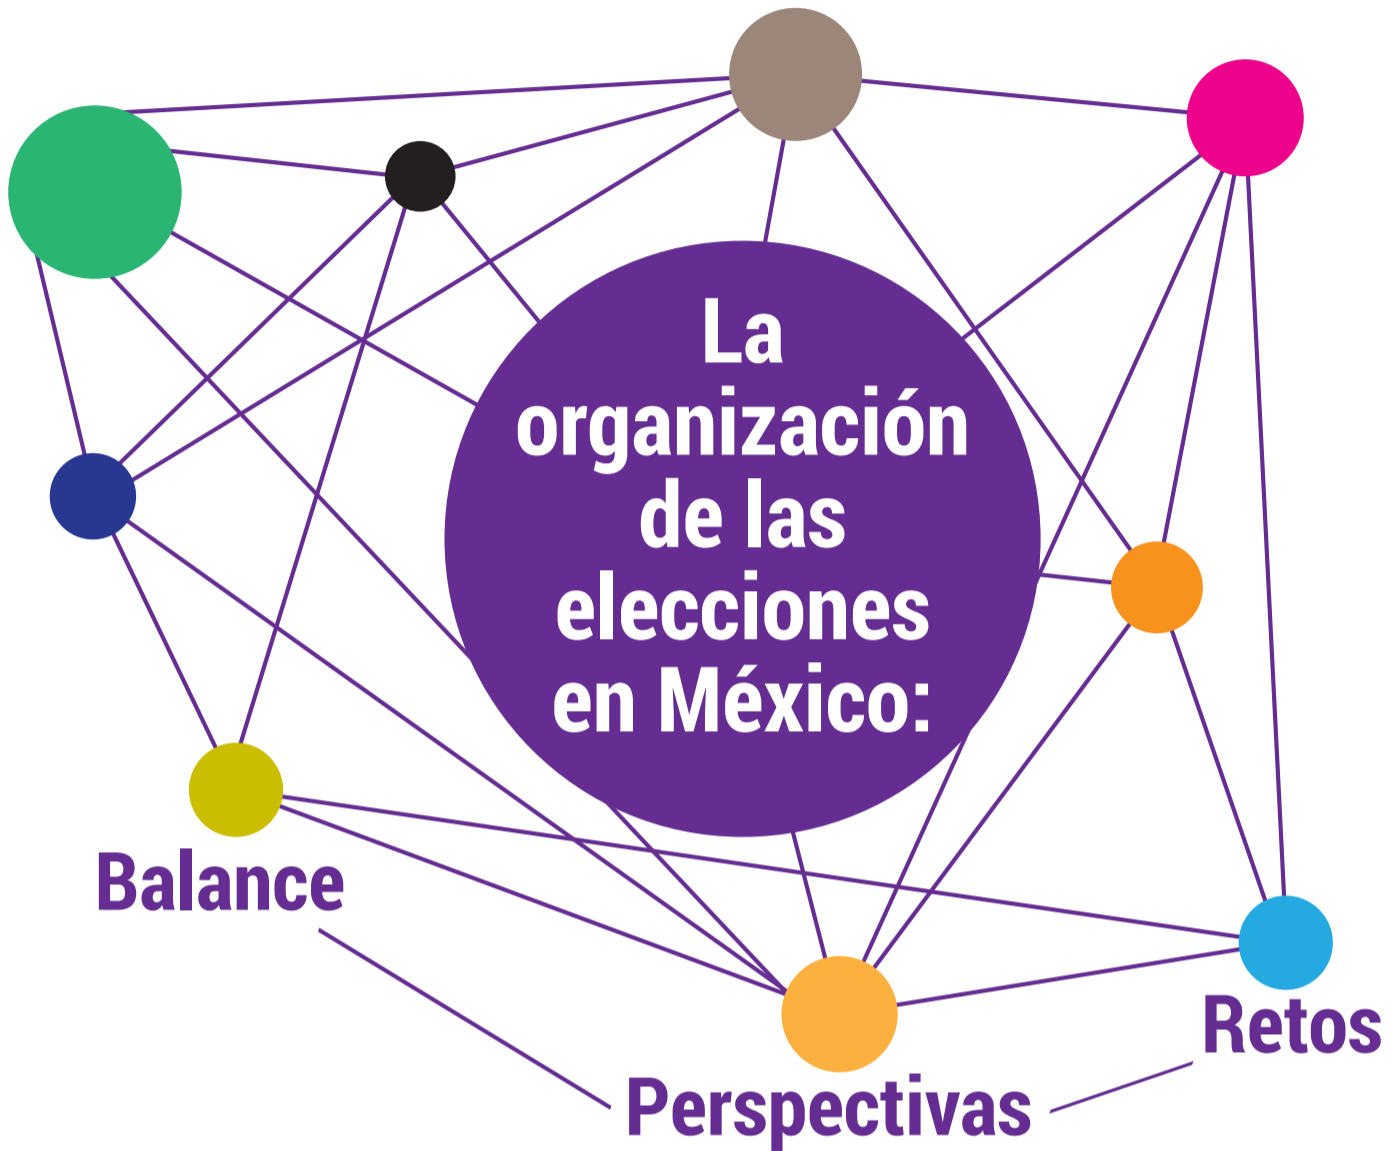 La
organización
de las
elecciones
en México:
Balance
Perspectivas
Retos